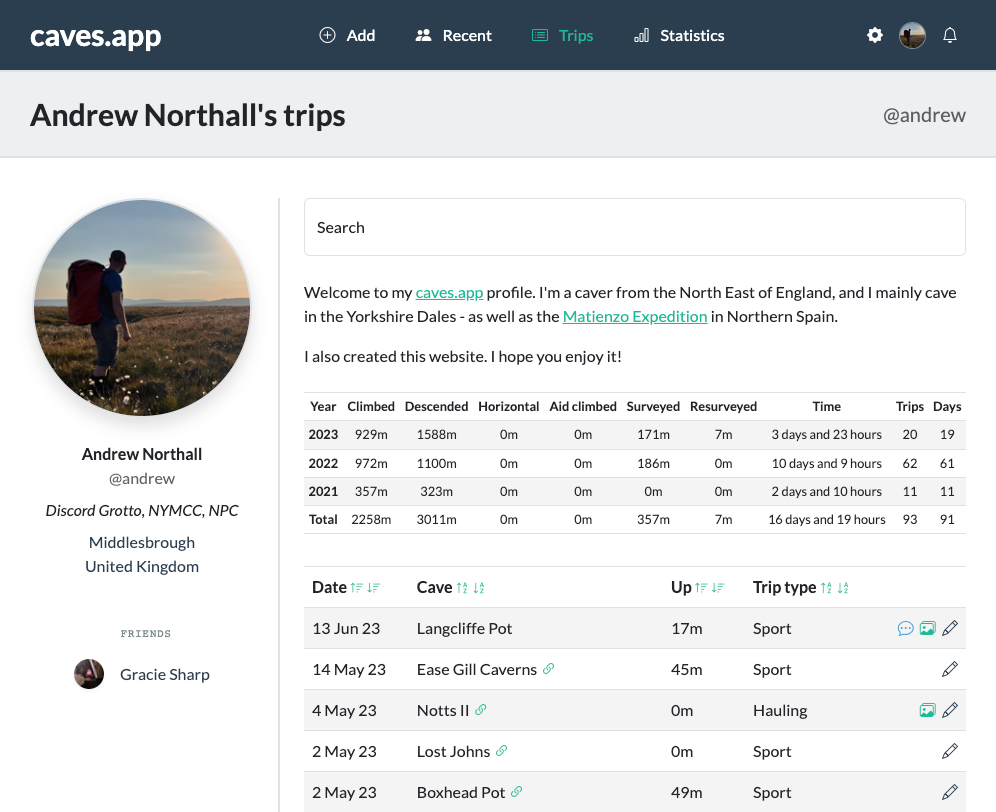 caves.app Add Recent Trips Statistics
Andrew Northall's trips @andrew
Andrew Northall
@andrew
Discord Grotto, NYMCC, NPC
Middlesbrough
United Kingdom
FRIENDS
Gracie Sharp
Search
Welcome to my caves.app profile. I'm a caver from the North East of England, and I mainly cave
in the Yorkshire Dales - as well as the Matienzo Expedition in Northern Spain.
I also created this website. I hope you enjoy it!
Year Climbed Descended Horizontal Aid climbed Surveyed Resurveyed Time Trips Days
2023 929m 1588m 0m 0m 171m 7m 3 days and 23 hours 20 19
2022 972m 1100m 0m 0m 186m 0m 10 days and 9 hours 62 61
2021 357m 323m 0m 0m 0m 0m 2 days and 10 hours 11 11
Total 2258m 3011m 0m 0m 357m 7m 16 days and 19 hours 93 91
Date Cave Up Trip type
13 Jun 23 Langcliffe Pot 17m Sport
14 May 23 Ease Gill Caverns 45m Sport
4 May 23 Notts II 0m Hauling
2 May 23 Lost Johns 0m Sport
2 May 23 Boxhead Pot 49m Sport